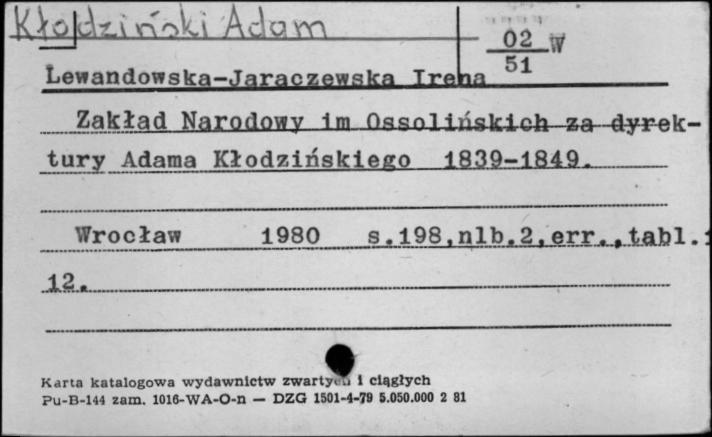 Kłodziński Adam
02 W
51
Lewandowska-Jaraczewska Irena
Zakład Narodowy im Ossolińskich za dyrek-
tury Adama Kłodzińskiego 1839-1849.
Wrocław 1980 s.198,nlb.2,err.,tabl.
12.
Karta katalogowa wydawnictw zwartych i ciągłych
Pu-B-144 zam. 1016-WA-O-n — DZG 1501-4-79 5.050.000 2 81